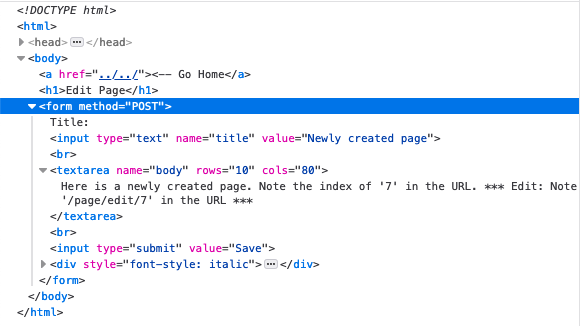 <!DOCTYPE html>
<html>
<head> ••• </head>
<body>
<a href="../../"><-- Go Home</a>
<h1>Edit Page</h1>
<form method="POST">
Title:
<input type="text" name="title" value="Newly created page">
<br>
<textarea name="body" rows="10" cols="80">
Here is a newly created page. Note the index of '7' in the URL. *** Edit: Note
'/page/edit/7' in the URL ***
</textarea>
<br>
<input type="submit" value="Save">
<div style="font-style: italic"> ••• </div>
</form>
</body>
</html>